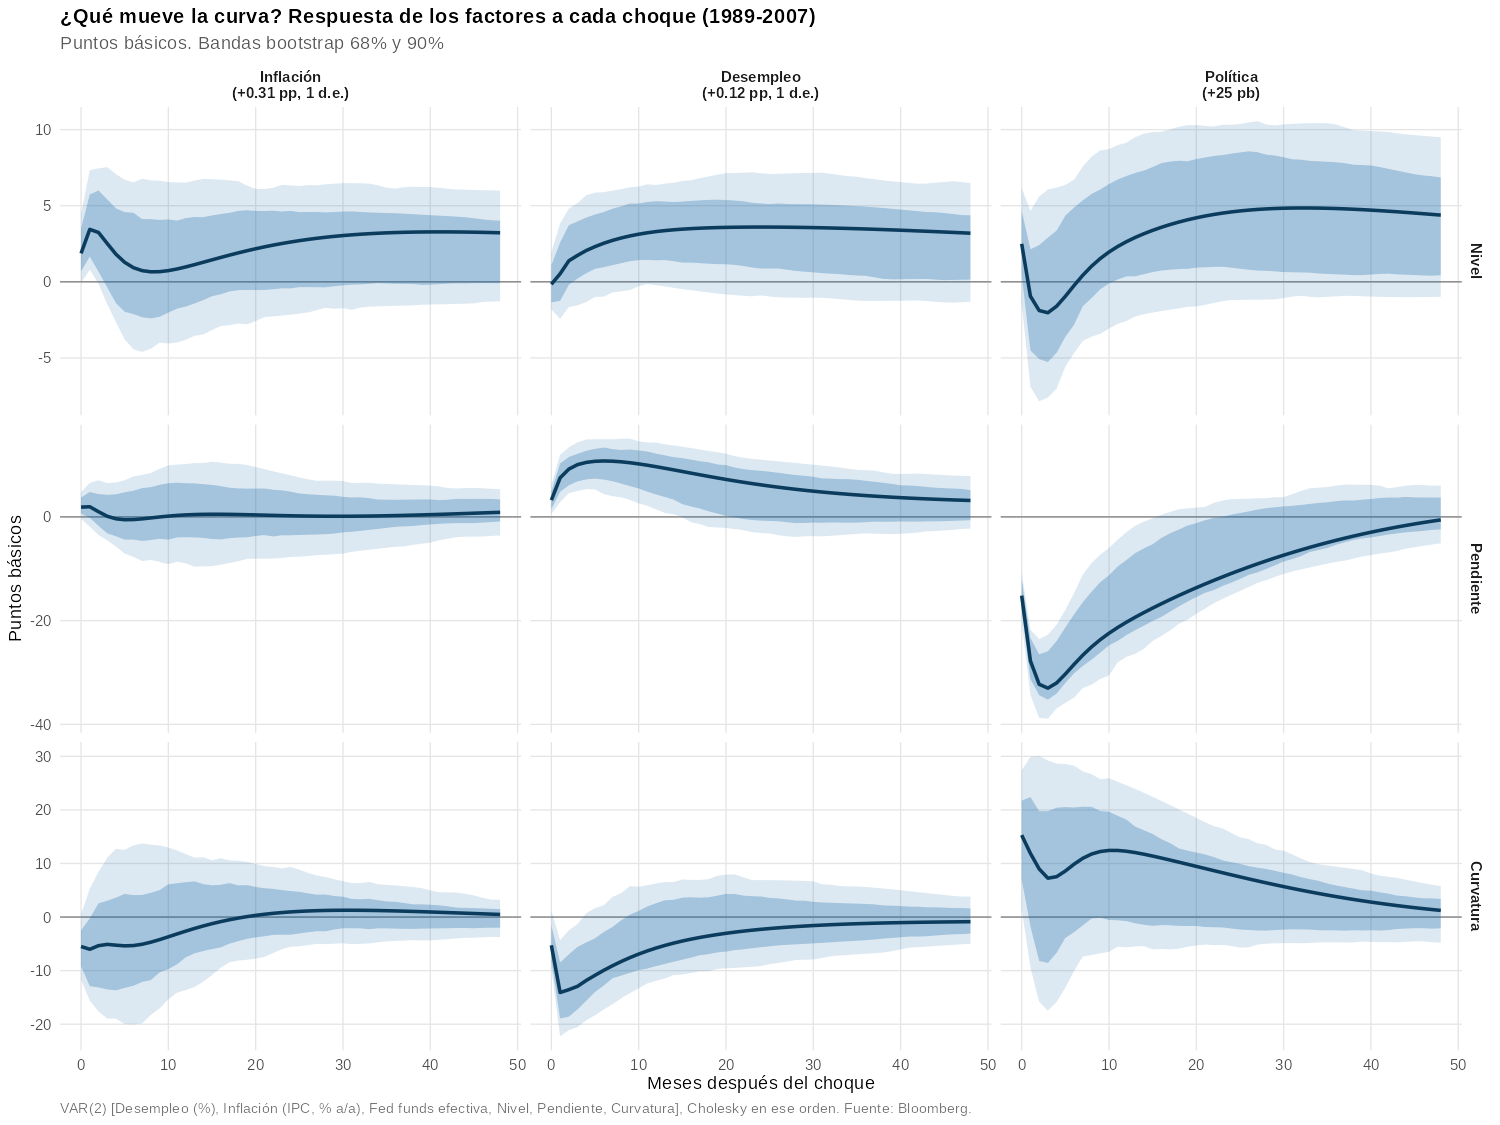 ¿Qué mueve la curva? Respuesta de los factores a cada choque (1989-2007)
Puntos básicos. Bandas bootstrap 68% y 90%
Inflación
(+0.31 pp, 1 d.e.)
Desempleo
(+0.12 pp, 1 d.e.)
Política
(+25 pb)
10
5
0
-5
Nivel
0
-20
-40
Pendiente
30
20
10
0
-10
-20
Curvatura
Puntos básicos
0 10 20 30 40 50
0 10 20 30 40 50
0 10 20 30 40 50
Meses después del choque
VAR(2) [Desempleo (%), Inflación (IPC, % a/a), Fed funds efectiva, Nivel, Pendiente, Curvatura], Cholesky en ese orden. Fuente: Bloomberg.